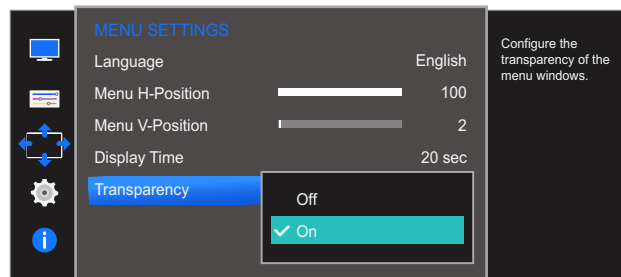 MENU SETTINGS
Language English
Menu H-Position 100
Menu V-Position 2
Display Time 20 sec
Transparency
Off
On
Configure the
transparency of the
menu windows.